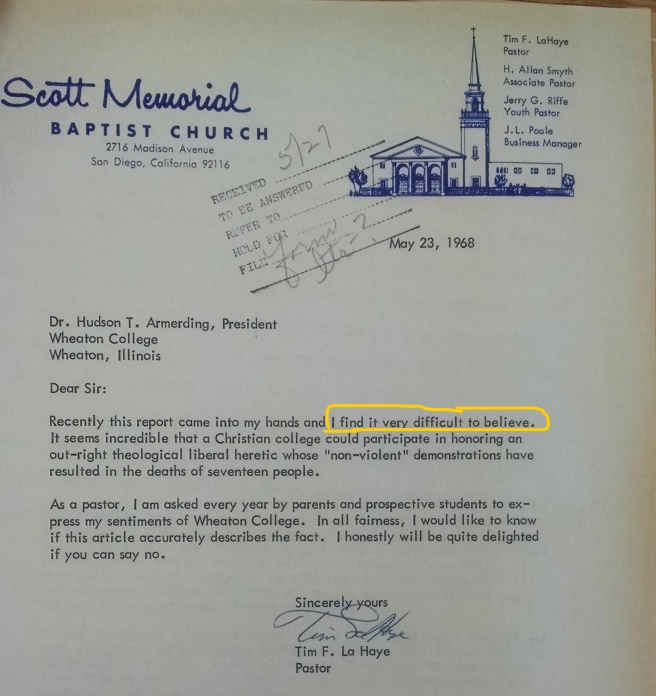 Scott Memorial
BAPTIST CHURCH
2716 Madison Avenue
San Diego, California 92116
Tim F. LaHaye
Pastor
H. Allan Smyth
Associate Pastor
Jerry G. Riffe
Youth Pastor
J.L. Poole
Business Manager
RECEIVED 5/27
TO BE ANSWERED
REFER TO
HOLD FOR
FILE
May 23, 1968
Dr. Hudson T. Armerding, President
Wheaton College
Wheaton, Illinois
Dear Sir:
Recently this report came into my hands and I find it very difficult to believe.
It seems incredible that a Christian college could participate in honoring an
out-right theological liberal heretic whose "non-violent" demonstrations have
resulted in the deaths of seventeen people.
As a pastor, I am asked every year by parents and prospective students to ex-
press my sentiments of Wheaton College. In all fairness, I would like to know
if this article accurately describes the fact. I honestly will be quite delighted
if you can say no.
Sincerely yours
Tim LaHaye
Tim F. La Haye
Pastor